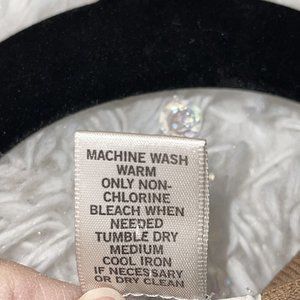 MACHINE WASH
WARM
ONLY NON-
CHLORINE
BLEACH WHEN
NEEDED
TUMBLE DRY
MEDIUM
COOL IRON
IF NECESSARY
OR DRY CLEAN